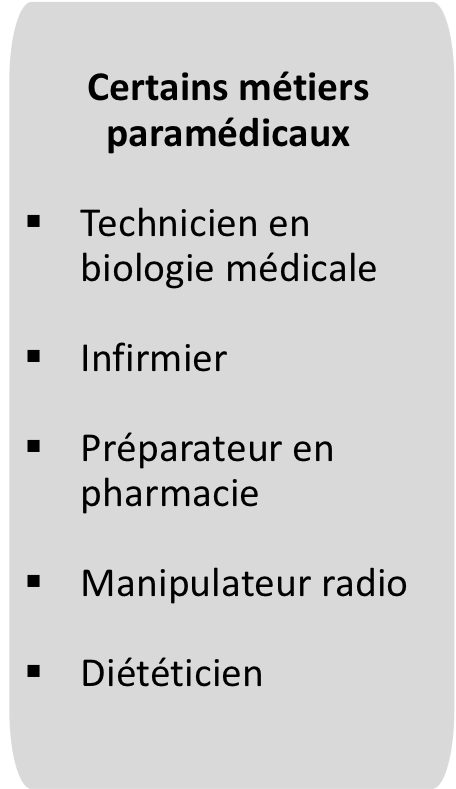 Certains métiers
paramédicaux
▪ Technicien en
biologie médicale
▪ Infirmier
▪ Préparateur en
pharmacie
▪ Manipulateur radio
▪ Diététicien